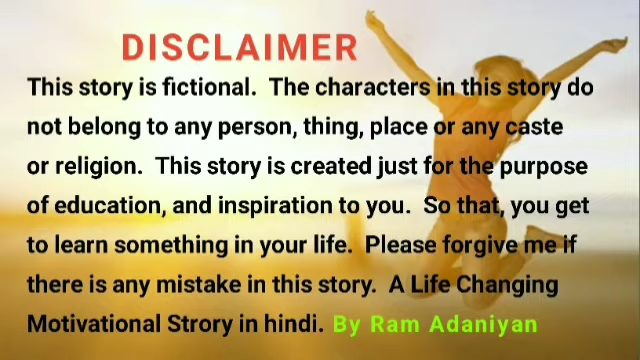 DISCLAIMER
This story is fictional. The characters in this story do
not belong to any person, thing, place or any caste
or religion. This story is created just for the purpose
of education, and inspiration to you. So that, you get
to learn something in your life. Please forgive me if
there is any mistake in this story. A Life Changing
Motivational Strory in hindi. By Ram Adaniyan